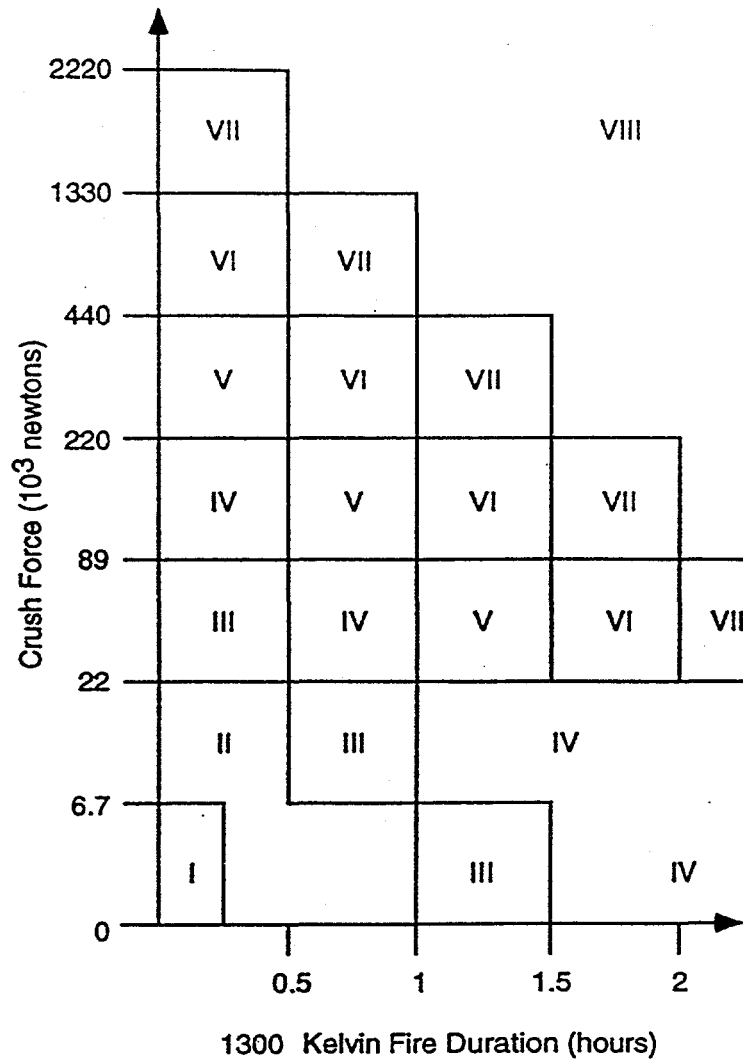 2220
VII VIII
1330
VI VII
440
V VI VII
220
IV V VI VII
89
III IV V VI VII
22
II III IV
6.7
I III IV
0
0.5 1 1.5 2
Crush Force (10³ newtons)
1300 Kelvin Fire Duration (hours)